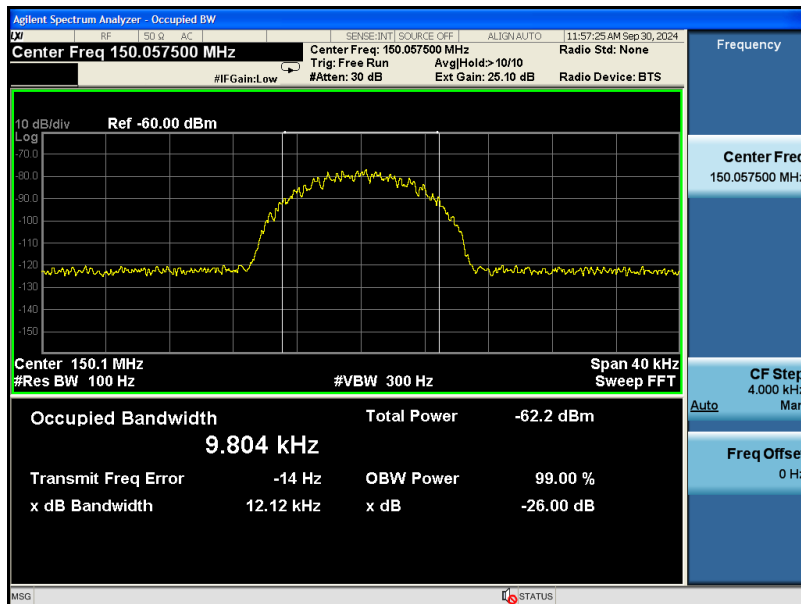 Agilent Spectrum Analyzer - Occupied BW
LXI RF 50 Ω AC SENSE:INT SOURCE OFF ALIGN AUTO 11:57:25 AM Sep 30, 2024
Center Freq 150.057500 MHz
Center Freq: 150.057500 MHz Radio Std: None
Trig: Free Run Avg|Hold:> 10/10
#IFGain:Low #Atten: 30 dB Ext Gain: 25.10 dB Radio Device: BTS
10 dB/div Ref -60.00 dBm
Log
-70.0
-80.0
-90.0
-100
-110
-120
-130
-140
-150
Center 150.1 MHz Span 40 kHz
#Res BW 100 Hz #VBW 300 Hz Sweep FFT
Occupied Bandwidth Total Power -62.2 dBm
9.804 kHz
Transmit Freq Error -14 Hz OBW Power 99.00 %
x dB Bandwidth 12.12 kHz x dB -26.00 dB
MSG STATUS
Frequency
Center Freq
150.057500 MHz
CF Step
4.000 kHz
Auto Man
Freq Offset
0 Hz